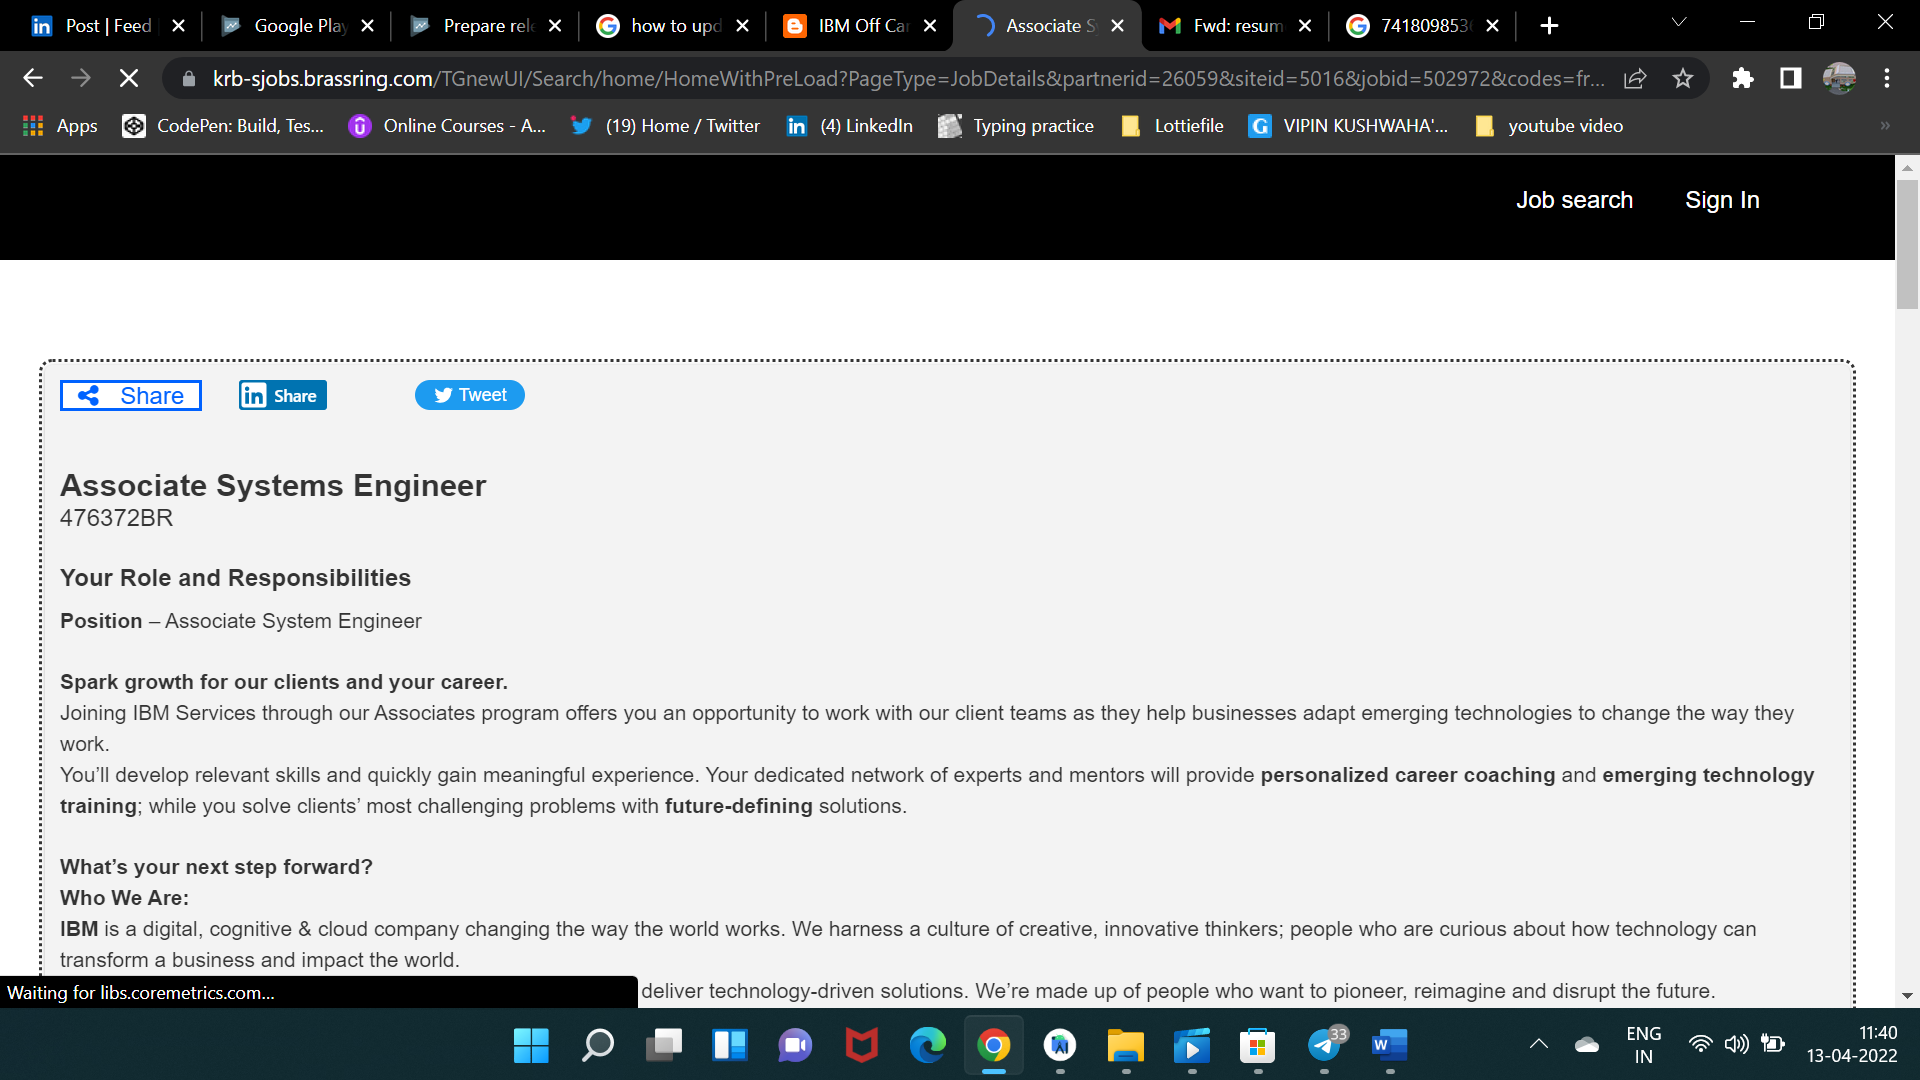 Post | Feed
Google Play
Prepare rele
how to upd
IBM Off Car
Associate S
Fwd: resum
7418098536
krb-sjobs.brassring.com/TGnewUI/Search/home/HomeWithPreLoad?PageType=JobDetails&partnerid=26059&siteid=5016&jobid=502972&codes=fr...
Apps
CodePen: Build, Tes...
Online Courses - A...
(19) Home / Twitter
(4) LinkedIn
Typing practice
Lottiefile
VIPIN KUSHWAHA'...
youtube video
»
Job search
Sign In
Share
in Share
Tweet
Associate Systems Engineer
476372BR
Your Role and Responsibilities
Position – Associate System Engineer
Spark growth for our clients and your career.
Joining IBM Services through our Associates program offers you an opportunity to work with our client teams as they help businesses adapt emerging technologies to change the way they
work.
You’ll develop relevant skills and quickly gain meaningful experience. Your dedicated network of experts and mentors will provide personalized career coaching and emerging technology
training; while you solve clients’ most challenging problems with future-defining solutions.
What’s your next step forward?
Who We Are:
IBM is a digital, cognitive & cloud company changing the way the world works. We harness a culture of creative, innovative thinkers; people who are curious about how technology can
transform a business and impact the world.
deliver technology-driven solutions. We’re made up of people who want to pioneer, reimagine and disrupt the future.
Waiting for libs.coremetrics.com...
33
ENG
IN
11:40
13-04-2022